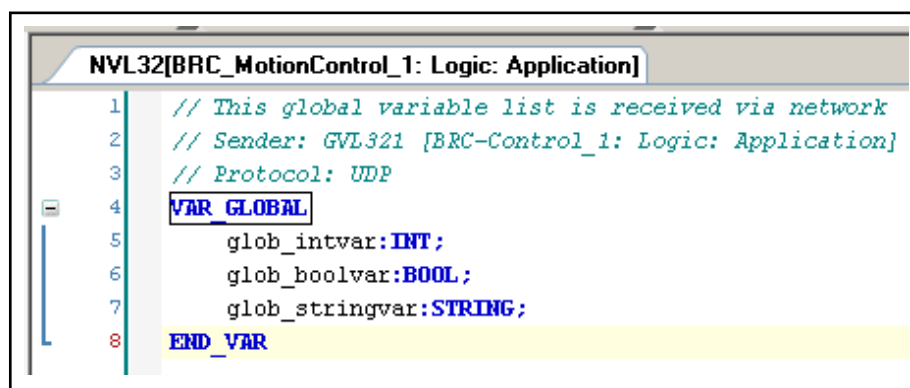 NVL32[BRC_MotionControl_1: Logic: Application]
1 // This global variable list is received via network
2 // Sender: GVL321 [BRC-Control_1: Logic: Application]
3 // Protocol: UDP
4 VAR_GLOBAL
5 glob_intvar:INT;
6 glob_boolvar:BOOL;
7 glob_stringvar:STRING;
8 END_VAR